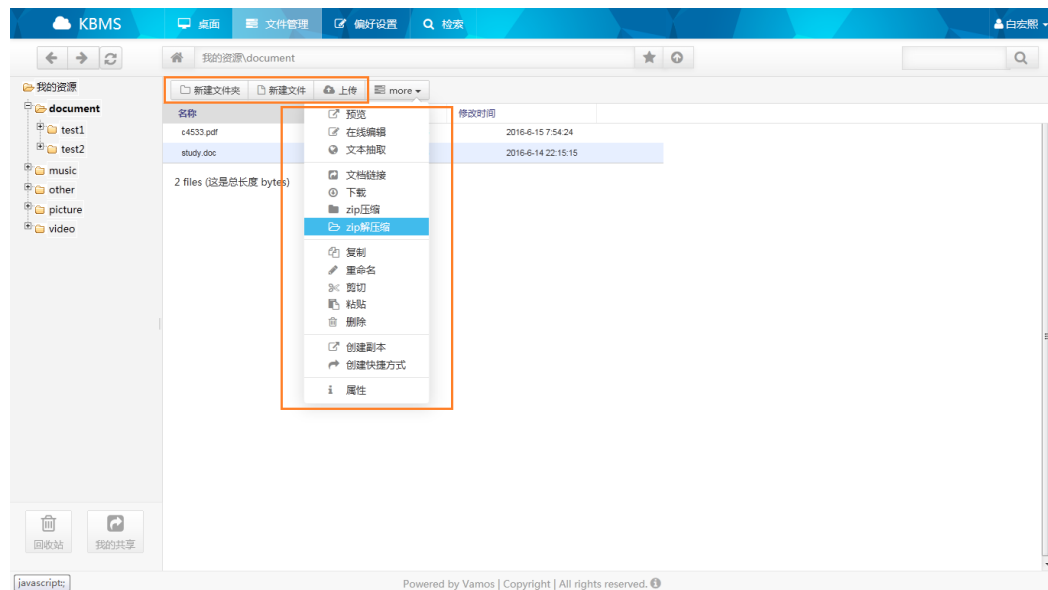 KBMS 桌面 文件管理 偏好设置 检索 白宏熙
我的资源\document
我的资源
document
test1
test2
music
other
picture
video
回收站 我的共享
新建文件夹 新建文件 上传 more
名称 修改时间
c4533.pdf 2016-6-15 7:54:24
study.doc 2016-6-14 22:15:15
2 files (这是总长度 bytes)
预览
在线编辑
文本抽取
文档链接
下载
zip压缩
zip解压缩
复制
重命名
剪切
粘贴
删除
创建副本
创建快捷方式
属性
javascript:;
Powered by Vamos | Copyright | All rights reserved.